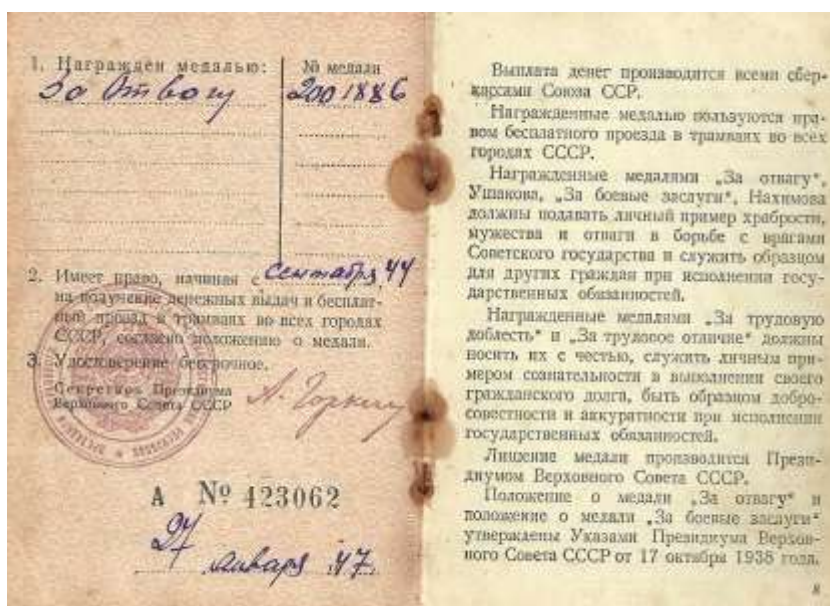 1. Награжден медалью:
№ медали
За Отвагу
2001886
2. Имеет право, начиная с Сентября 44
на получение денежных выдач и бесплат-
ный проезд в трамваях во всех городах
СССР, согласно положению о медали.
3. Удостоверение бессрочное.
Секретарь Президиума
Верховного Совета СССР
А. Горкин
А № 423062
27 января 47.
Выплата денег производится всеми сбер-
кассами Союза ССР.
Награжденные медалью пользуются пра-
вом бесплатного проезда в трамваях во всех
городах СССР.
Награжденные медалями „За отвагу“,
Ушакова, „За боевые заслуги“, Нахимова
должны подавать личный пример храбрости,
мужества и отваги в борьбе с врагами
Советского государства и служить образцом
для других граждан при исполнении госу-
дарственных обязанностей.
Награжденные медалями „За трудовую
доблесть“ и „За трудовое отличие“ должны
носить их с честью, служить личным при-
мером сознательности в выполнении своего
гражданского долга, быть образцом добро-
совестности и аккуратности при исполнении
государственных обязанностей.
Лишение медали производится Прези-
диумом Верховного Совета СССР.
Положение о медали „За отвагу“ и
положение о медали „За боевые заслуги“
утверждены Указами Президиума Верхов-
ного Совета СССР от 17 октября 1938 года.
8